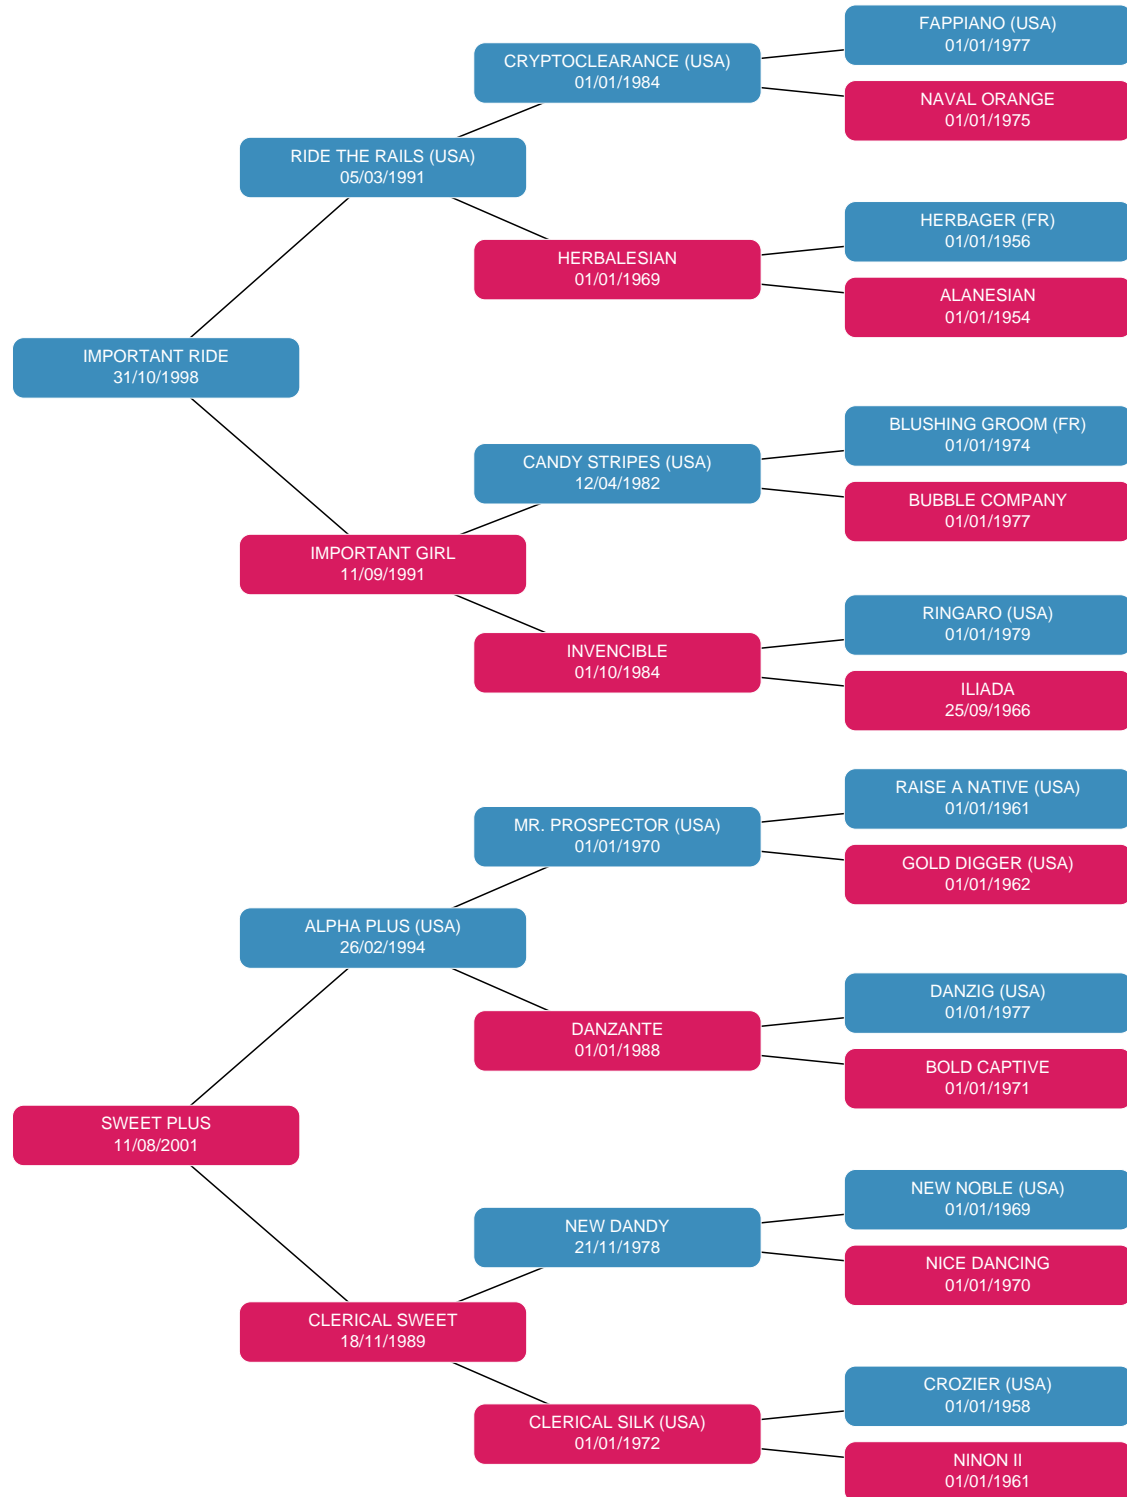 FAPPIANO (USA)
01/01/1977
CRYPTOCLEARANCE (USA)
01/01/1984
NAVAL ORANGE
01/01/1975
RIDE THE RAILS (USA)
05/03/1991
HERBAGER (FR)
01/01/1956
HERBALESIAN
01/01/1969
ALANESIAN
01/01/1954
IMPORTANT RIDE
31/10/1998
BLUSHING GROOM (FR)
01/01/1974
CANDY STRIPES (USA)
12/04/1982
BUBBLE COMPANY
01/01/1977
IMPORTANT GIRL
11/09/1991
RINGARO (USA)
01/01/1979
INVENCIBLE
01/10/1984
ILIADA
25/09/1966
RAISE A NATIVE (USA)
01/01/1961
MR. PROSPECTOR (USA)
01/01/1970
GOLD DIGGER (USA)
01/01/1962
ALPHA PLUS (USA)
26/02/1994
DANZIG (USA)
01/01/1977
DANZANTE
01/01/1988
BOLD CAPTIVE
01/01/1971
SWEET PLUS
11/08/2001
NEW NOBLE (USA)
01/01/1969
NEW DANDY
21/11/1978
NICE DANCING
01/01/1970
CLERICAL SWEET
18/11/1989
CROZIER (USA)
01/01/1958
CLERICAL SILK (USA)
01/01/1972
NINON II
01/01/1961